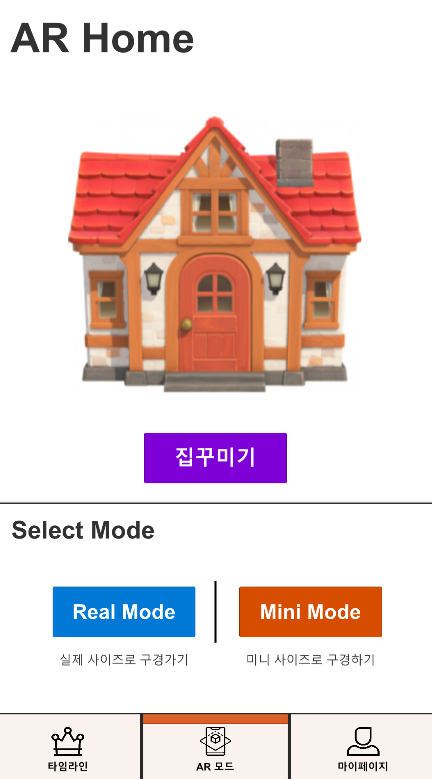 AR Home
집꾸미기
Select Mode
Real Mode
Mini Mode
실제 사이즈로 구경가기
미니 사이즈로 구경하기
타임라인
AR 모드
마이페이지